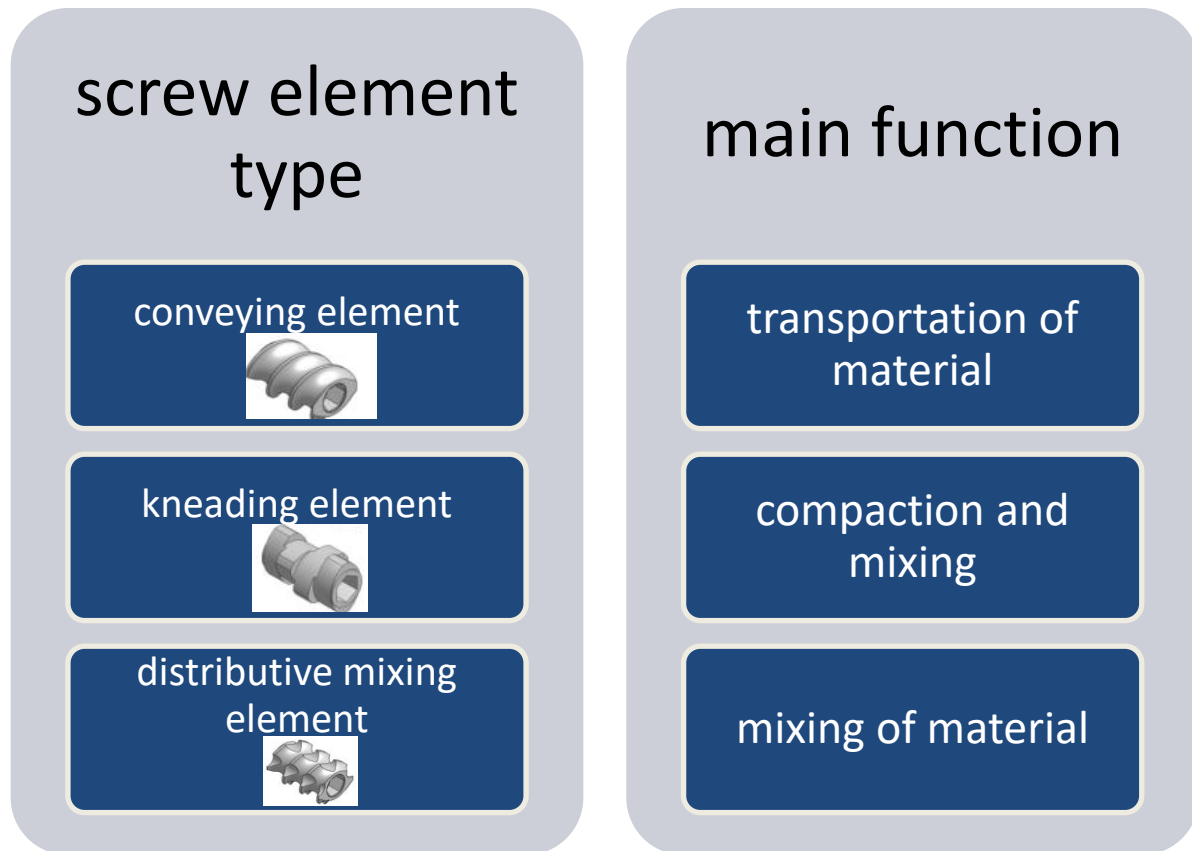 screw element
type
conveying element
kneading element
distributive mixing
element
main function
transportation of
material
compaction and
mixing
mixing of material